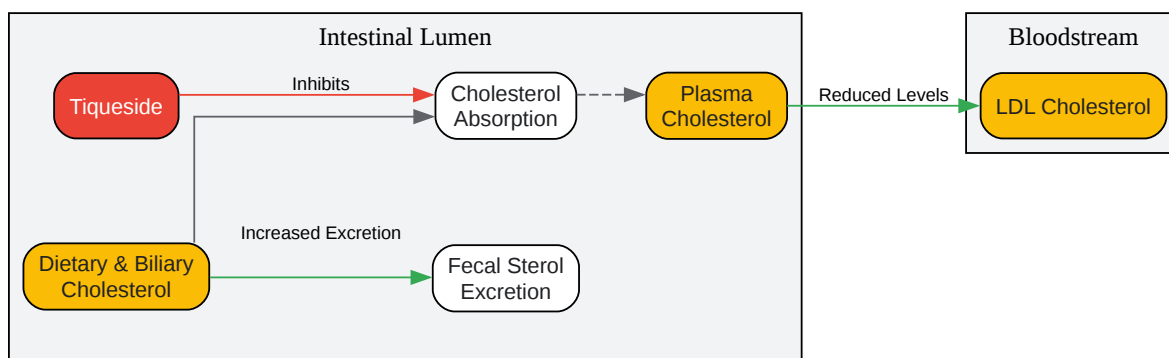 Intestinal Lumen
Bloodstream
Tiqueside
Inhibits
Cholesterol
Absorption
Plasma
Cholesterol
Reduced Levels
LDL Cholesterol
Dietary & Biliary
Cholesterol
Increased Excretion
Fecal Sterol
Excretion